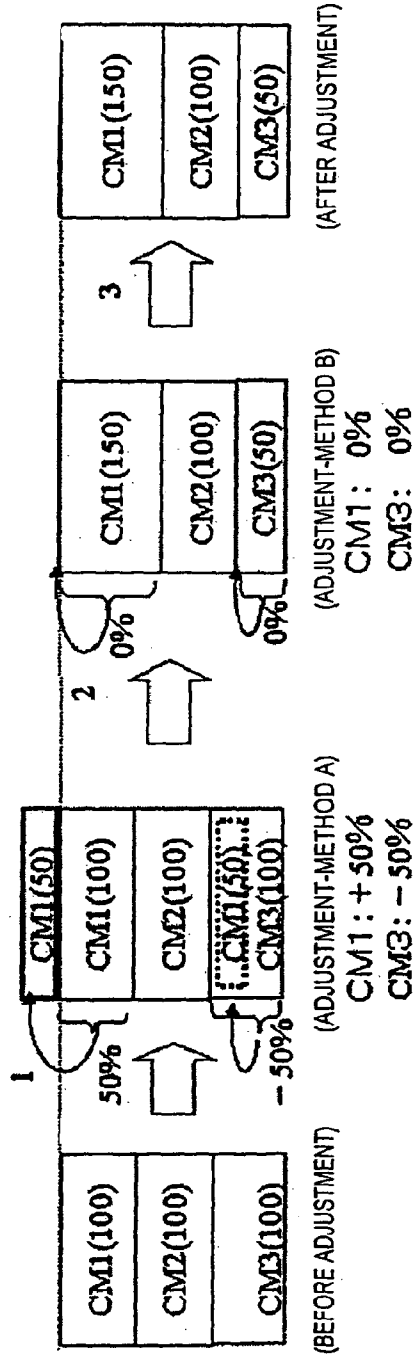 CM1(100)
CM2(100)
CM3(100)
(BEFORE ADJUSTMENT)
1
50%
－50%
CM1(50)
CM1(100)
CM2(100)
CM1(50)
CM3(100)
(ADJUSTMENT-METHOD A)
CM1:＋50%
CM3:－50%
2
0%
0%
CM1(150)
CM2(100)
CM3(50)
(ADJUSTMENT-METHOD B)
CM1: 0%
CM3: 0%
3
CM1(150)
CM2(100)
CM3(50)
(AFTER ADJUSTMENT)